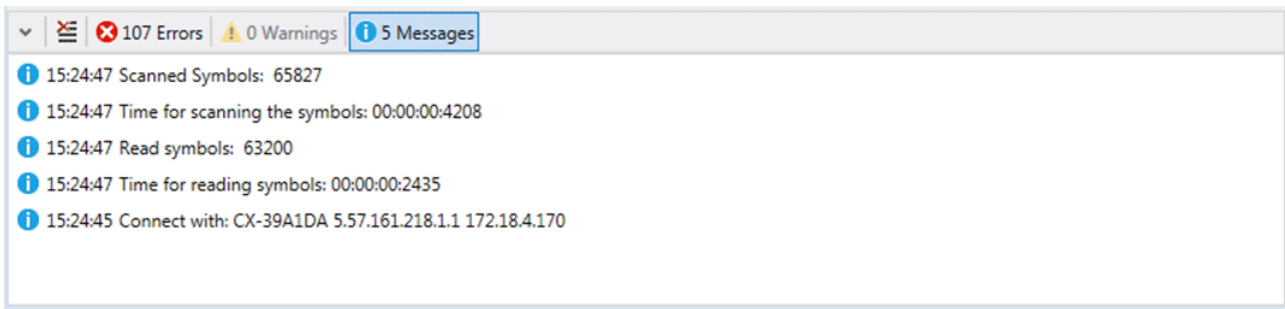 107 Errors 0 Warnings 5 Messages
15:24:47 Scanned Symbols: 65827
15:24:47 Time for scanning the symbols: 00:00:00:4208
15:24:47 Read symbols: 63200
15:24:47 Time for reading symbols: 00:00:00:2435
15:24:45 Connect with: CX-39A1DA 5.57.161.218.1.1 172.18.4.170